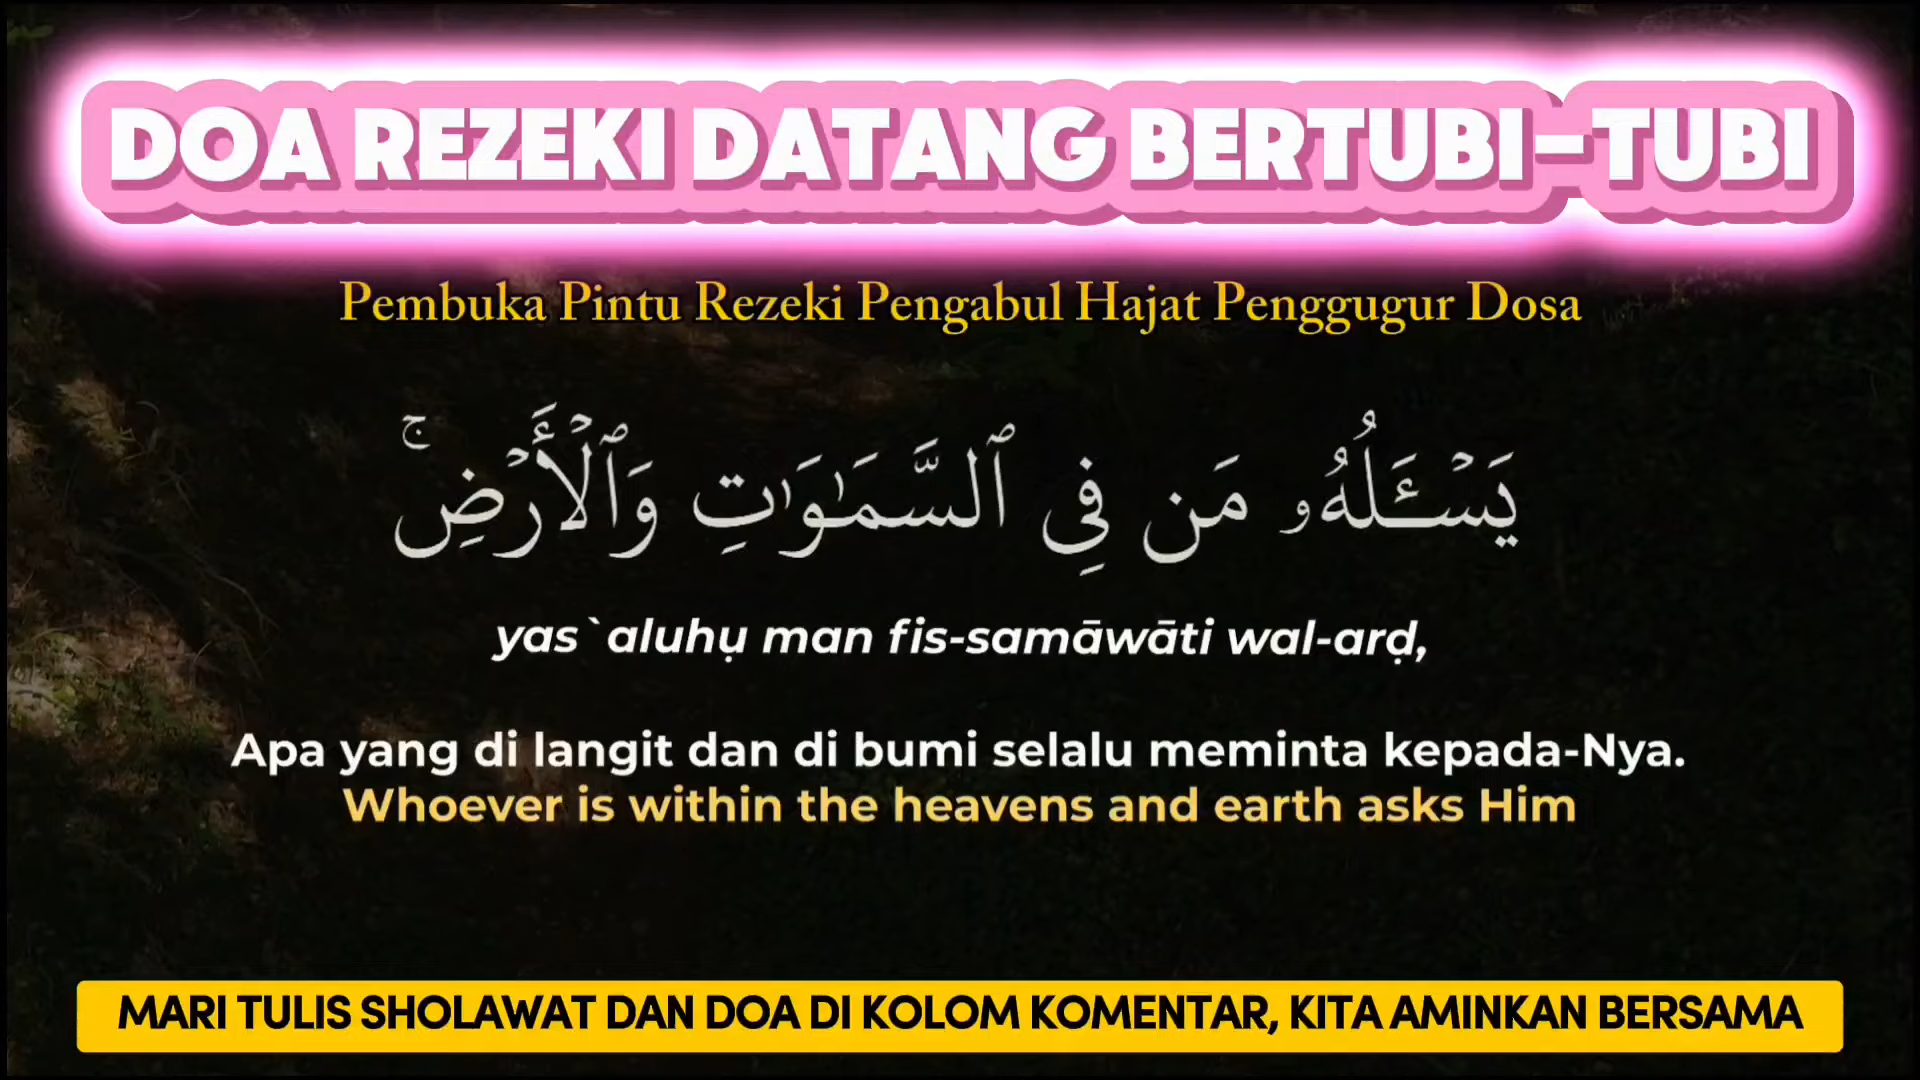 DOA REZEKI DATANG BERTUBI-TUBI
Pembuka Pintu Rezeki Pengabul Hajat Penggugur Dosa
يَسْـَٔلُهُۥ مَن فِى ٱلسَّمَـٰوَٰتِ وَٱلْأَرْضِ ۚ
yas`aluhụ man fis-samāwāti wal-arḍ,
Apa yang di langit dan di bumi selalu meminta kepada-Nya.
Whoever is within the heavens and earth asks Him
MARI TULIS SHOLAWAT DAN DOA DI KOLOM KOMENTAR, KITA AMINKAN BERSAMA